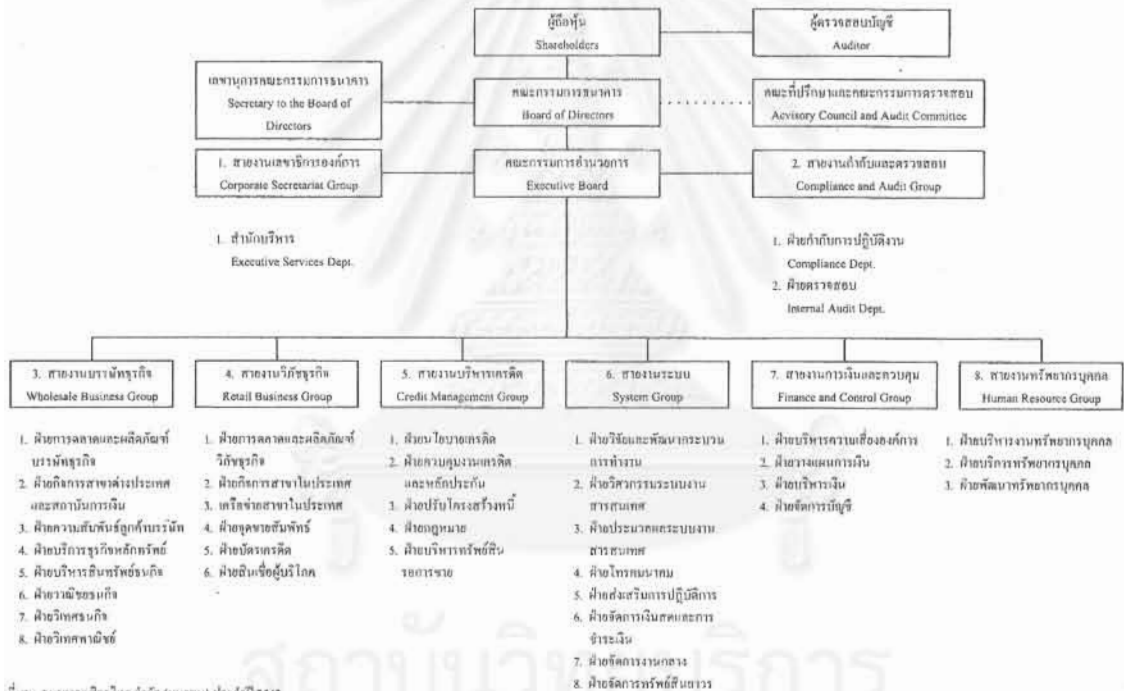 ผู้ถือหุ้น
Shareholders
ผู้ตรวจสอบบัญชี
Auditor
เลขานุการคณะกรรมการธนาคาร
Secretary to the Board of
Directors
คณะกรรมการธนาคาร
Board of Directors
คณะที่ปรึกษาและคณะกรรมการตรวจสอบ
Advisory Council and Audit Committee
1. สายงานเลขาธิการองค์การ
Corporate Secretariat Group
คณะกรรมการอำนวยการ
Executive Board
2. สายงานกำกับและตรวจสอบ
Compliance and Audit Group
1. สำนักบริหาร
Executive Services Dept.
1. ฝ่ายกำกับการปฏิบัติงาน
Compliance Dept.
2. ฝ่ายตรวจสอบ
Internal Audit Dept.
3. สายงานบรรษัทธุรกิจ
Wholesale Business Group
4. สายงานวิภัชธุรกิจ
Retail Business Group
5. สายงานบริหารเครดิต
Credit Management Group
6. สายงานระบบ
System Group
7. สายงานการเงินและควบคุม
Finance and Control Group
8. สายงานทรัพยากรบุคคล
Human Resource Group
1. ฝ่ายการตลาดและผลิตภัณฑ์
บรรษัทธุรกิจ
2. ฝ่ายกิจการสาขาต่างประเทศ
และสถาบันการเงิน
3. ฝ่ายความสัมพันธ์ลูกค้าบรรษัท
4. ฝ่ายบริการธุรกิจหลักทรัพย์
5. ฝ่ายบริหารสินทรัพย์ธนกิจ
6. ฝ่ายวาณิชธนกิจ
7. ฝ่ายวิเทศธนกิจ
8. ฝ่ายวิเทศพาณิชย์
1. ฝ่ายการตลาดและผลิตภัณฑ์
วิภัชธุรกิจ
2. ฝ่ายกิจการสาขาในประเทศ
3. เครือข่ายสาขาในประเทศ
4. ฝ่ายจุดขายสัมพันธ์
5. ฝ่ายบัตรเครดิต
6. ฝ่ายสินเชื่อผู้บริโภค
1. ฝ่ายนโยบายเครดิต
2. ฝ่ายควบคุมงานเครดิต
และหลักประกัน
3. ฝ่ายปรับโครงสร้างหนี้
4. ฝ่ายกฎหมาย
5. ฝ่ายบริหารทรัพย์สิน
รอการขาย
1. ฝ่ายวิจัยและพัฒนากระบวน
การทำงาน
2. ฝ่ายวิศวกรรมระบบงาน
สารสนเทศ
3. ฝ่ายประมวลผลระบบงาน
สารสนเทศ
4. ฝ่ายโทรคมนาคม
5. ฝ่ายส่งเสริมการปฏิบัติการ
6. ฝ่ายจัดการเงินสดและการ
ชำระเงิน
7. ฝ่ายจัดการงานกลาง
8. ฝ่ายจัดการทรัพย์สินถาวร
1. ฝ่ายบริหารความเสี่ยงองค์การ
2. ฝ่ายวางแผนการเงิน
3. ฝ่ายบริหารเงิน
4. ฝ่ายจัดการบัญชี
1. ฝ่ายบริหารงานทรัพยากรบุคคล
2. ฝ่ายบริการทรัพยากรบุคคล
3. ฝ่ายพัฒนาทรัพยากรบุคคล